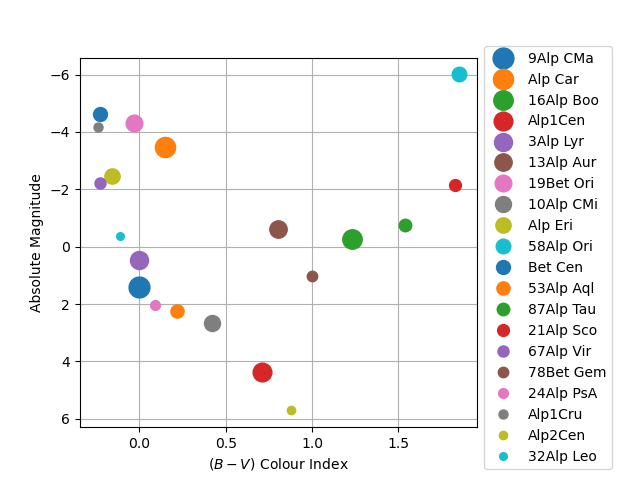 −6
−4
−2
0
2
4
6
0.0
0.5
1.0
1.5
Absolute Magnitude
(B − V) Colour Index
9Alp CMa
Alp Car
16Alp Boo
Alp1Cen
3Alp Lyr
13Alp Aur
19Bet Ori
10Alp CMi
Alp Eri
58Alp Ori
Bet Cen
53Alp Aql
87Alp Tau
21Alp Sco
67Alp Vir
78Bet Gem
24Alp PsA
Alp1Cru
Alp2Cen
32Alp Leo